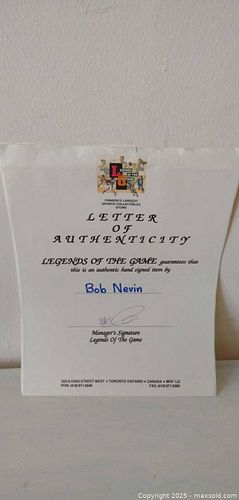 CANADA'S LARGEST
SPORTS COLLECTIBLES
STORE
LETTER
OF
AUTHENTICITY
LEGENDS OF THE GAME guarantees that
this is an authentic hand signed item by
Bob Nevin
Manager's Signature
Legends Of The Game
KING STREET WEST • TORONTO ONTARIO • CANADA • M5V 1J2
Copyright © 2025 - maxsold.com